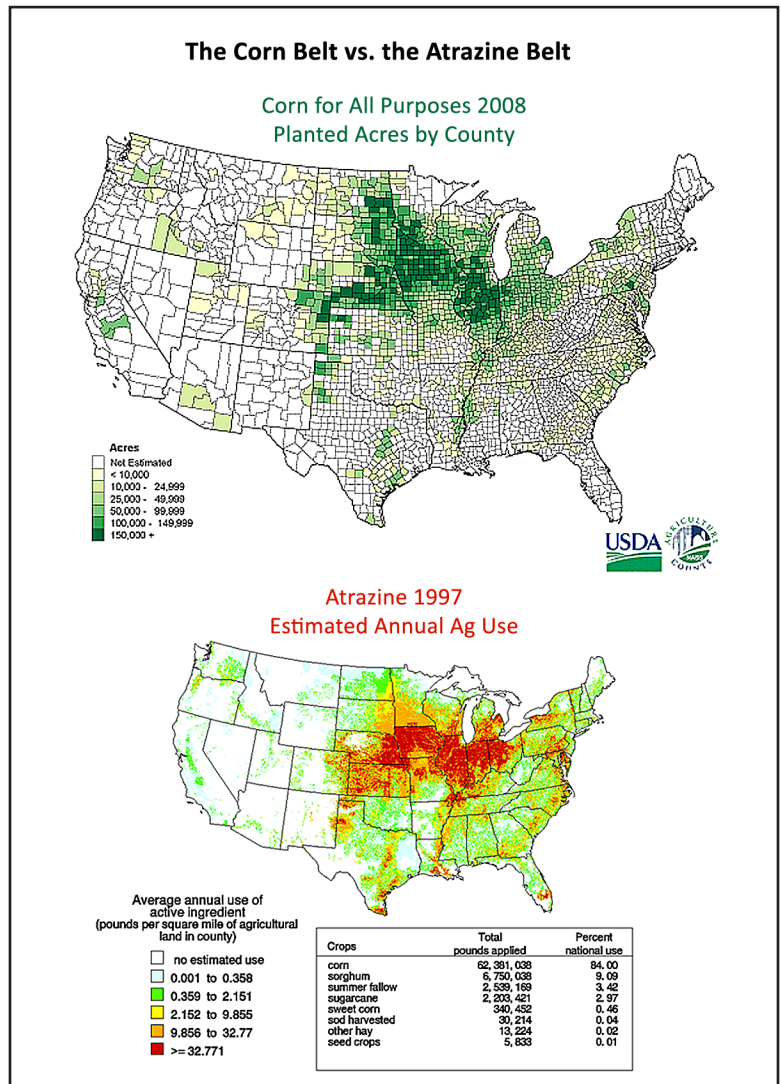 The Corn Belt vs. the Atrazine Belt
Corn for All Purposes 2008
Planted Acres by County
Acres
Not Estimated
< 10,000
10,000 - 24,999
25,000 - 49,999
50,000 - 99,999
100,000 - 149,999
150,000 +
USDA
AGRICULTURE
NASS
COUNTS
Atrazine 1997
Estimated Annual Ag Use
Average annual use of
active ingredient
(pounds per square mile of agricultural
land in county)
no estimated use
0.001 to 0.358
0.359 to 2.151
2.152 to 9.855
9.856 to 32.77
>= 32.771
Crops Total pounds applied Percent national use
corn 62,381,038 84.00
sorghum 6,750,038 9.09
summer fallow 2,539,169 3.42
sugarcane 2,203,421 2.97
sweet corn 340,452 0.46
sod harvested 30,214 0.04
other hay 13,224 0.02
seed crops 5,833 0.01